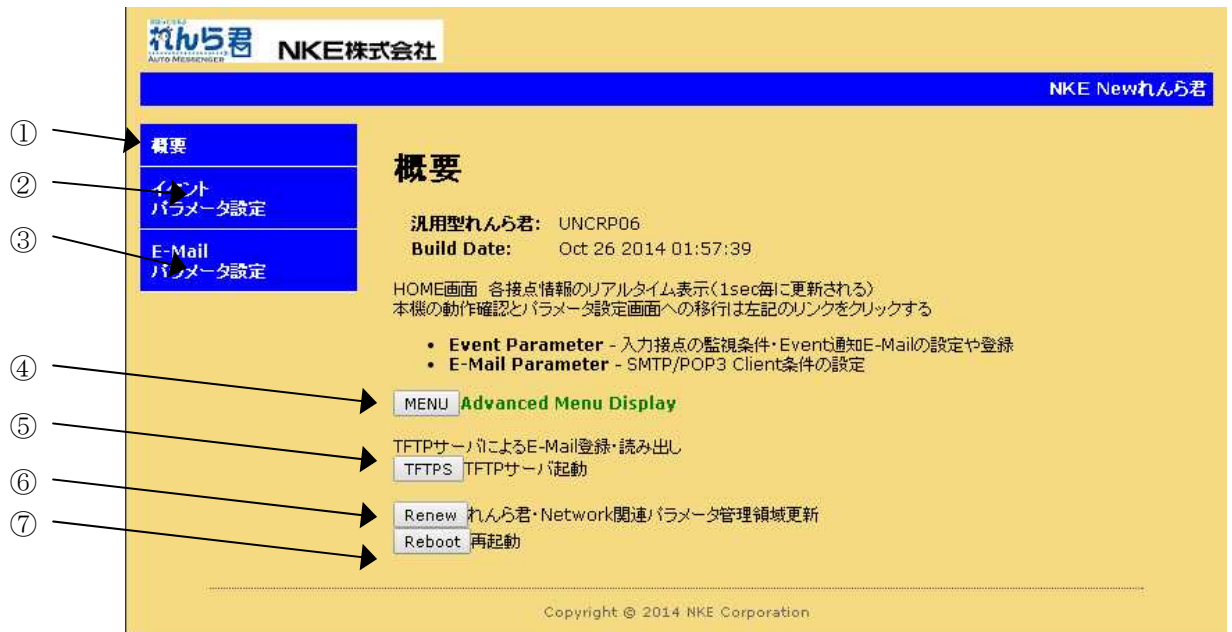 れんら君
AUTO MESSENGER
NKE株式会社
NKE Newれんら君
①
②
③
④
⑤
⑥
⑦
概要
イベント
パラメータ設定
E-Mail
パラメータ設定
概要
汎用型れんら君: UNCRP06
Build Date: Oct 26 2014 01:57:39
HOME画面 各接点情報のリアルタイム表示(1sec毎に更新される)
本機の動作確認とパラメータ設定画面への移行は左記のリンクをクリックする
• Event Parameter - 入力接点の監視条件・Event通知E-Mailの設定や登録
• E-Mail Parameter - SMTP/POP3 Client条件の設定
MENU Advanced Menu Display
TFTPサーバによるE-Mail登録・読み出し
TFTPS TFTPサーバ起動
Renew れんら君・Network関連パラメータ管理領域更新
Reboot 再起動
Copyright © 2014 NKE Corporation